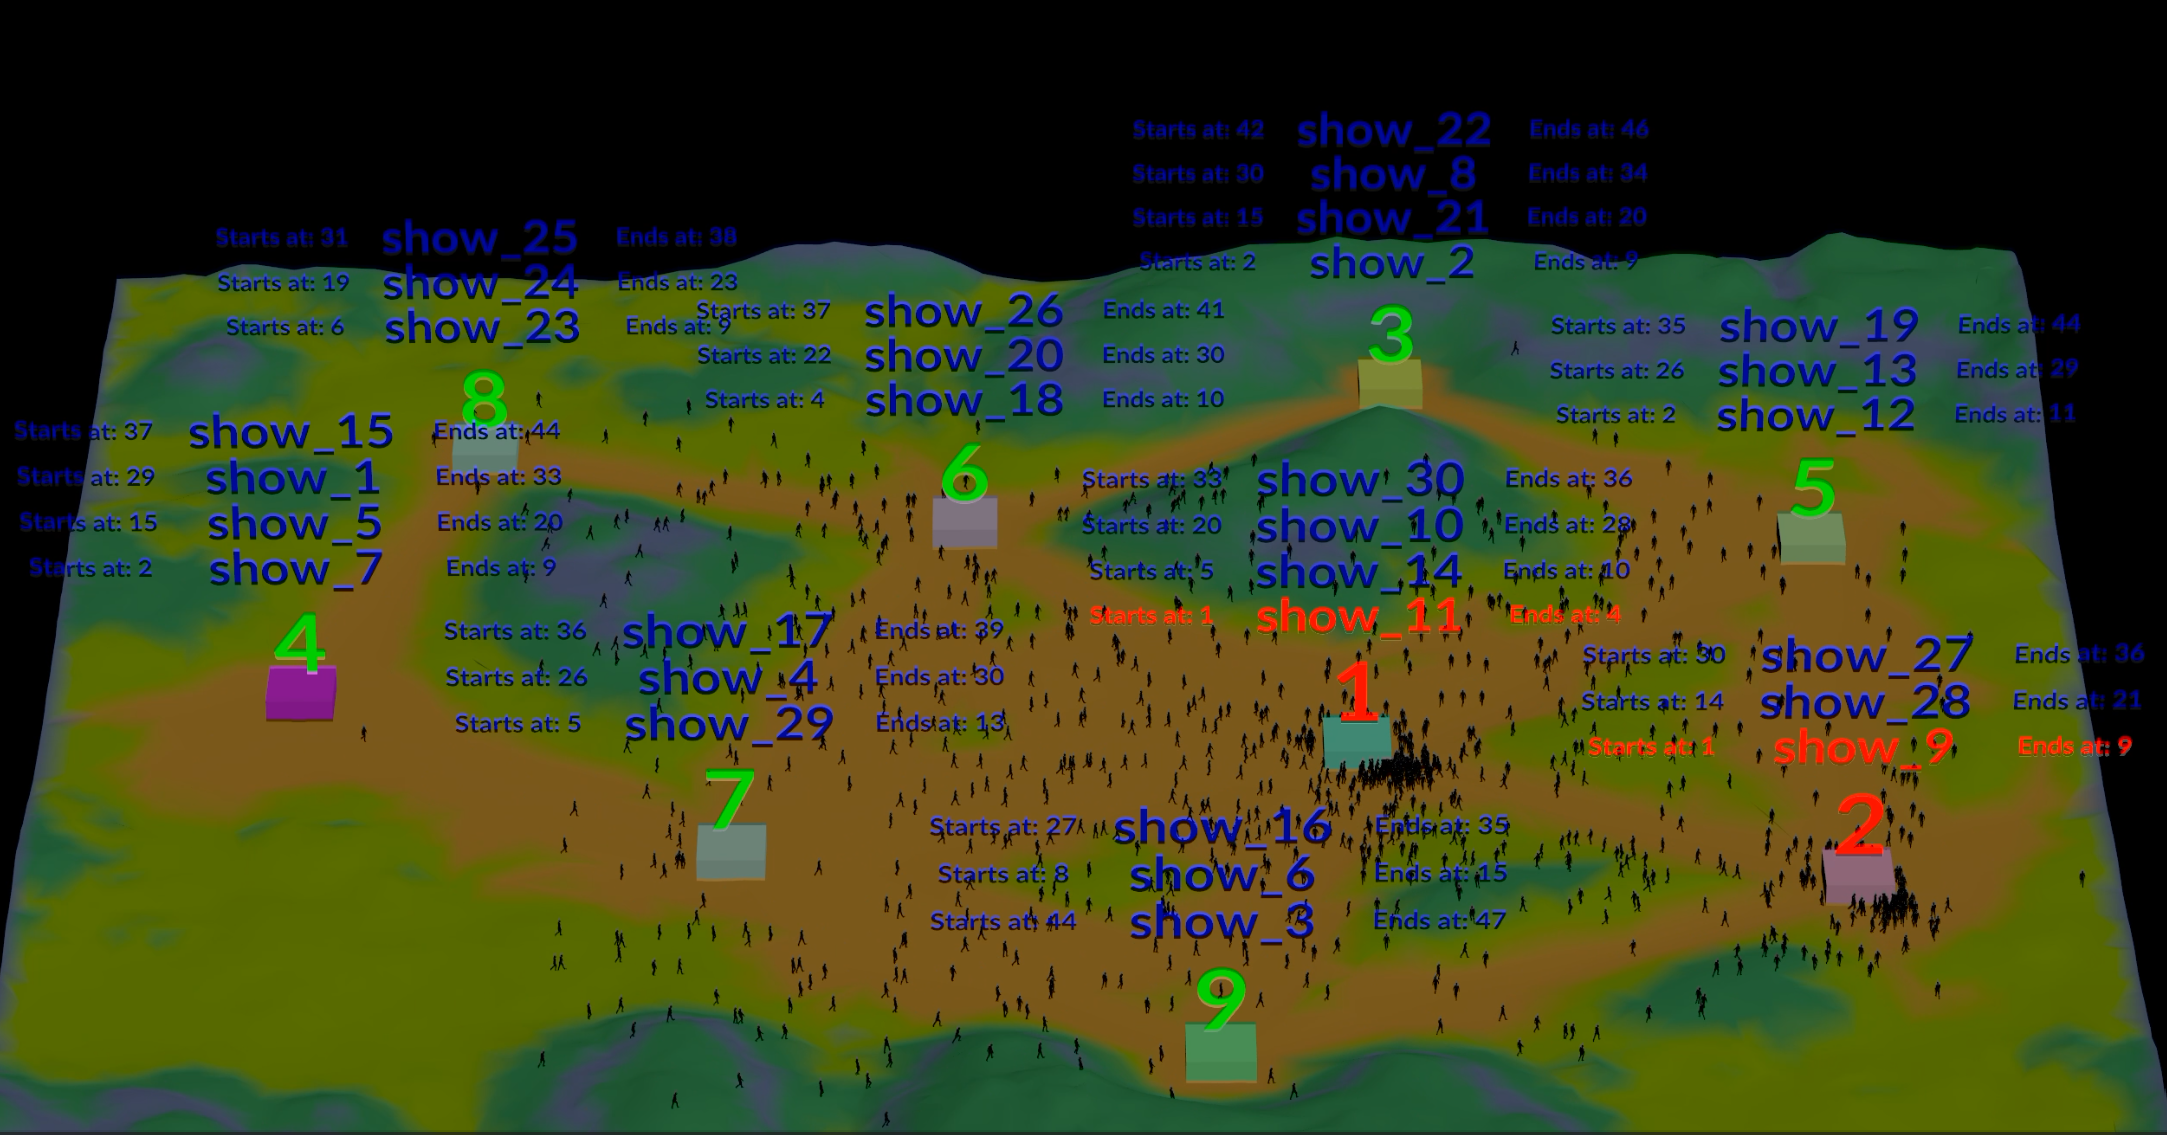 Starts at: 42 show_22 Ends at: 46
Starts at: 30 show_8 Ends at: 34
Starts at: 15 show_21 Ends at: 20
Starts at: 2 show_2 Ends at: 9
3
Starts at: 31 show_25 Ends at: 38
Starts at: 19 show_24 Ends at: 23
Starts at: 6 show_23 Ends at: 9
8
Starts at: 37 show_26 Ends at: 41
Starts at: 22 show_20 Ends at: 30
Starts at: 4 show_18 Ends at: 10
6
Starts at: 35 show_19 Ends at: 44
Starts at: 26 show_13 Ends at: 29
Starts at: 2 show_12 Ends at: 11
5
Starts at: 37 show_15 Ends at: 44
Starts at: 29 show_1 Ends at: 33
Starts at: 15 show_5 Ends at: 20
Starts at: 2 show_7 Ends at: 9
4
Starts at: 33 show_30 Ends at: 36
Starts at: 20 show_10 Ends at: 28
Starts at: 5 show_14 Ends at: 10
Starts at: 1 show_11 Ends at: 4
1
Starts at: 36 show_17 Ends at: 39
Starts at: 26 show_4 Ends at: 30
Starts at: 5 show_29 Ends at: 13
7
Starts at: 30 show_27 Ends at: 36
Starts at: 14 show_28 Ends at: 21
Starts at: 1 show_9 Ends at: 9
2
Starts at: 27 show_16 Ends at: 35
Starts at: 8 show_6 Ends at: 15
Starts at: 44 show_3 Ends at: 47
9